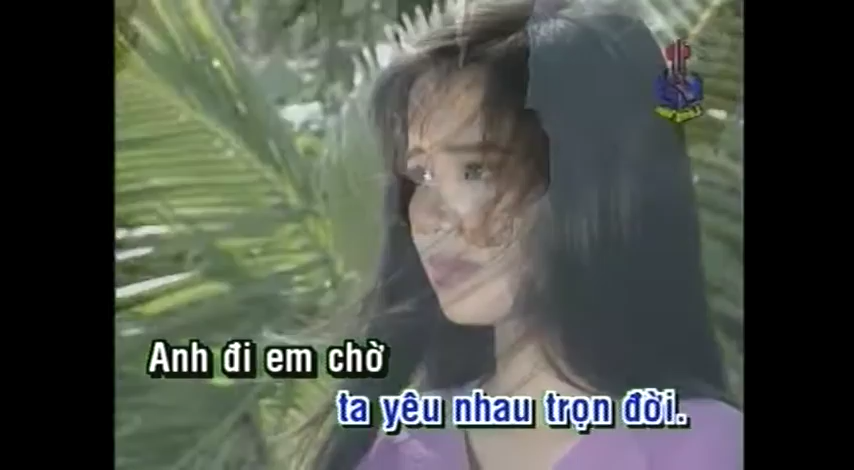 Anh đi em chờ
ta yêu nhau trọn đời.